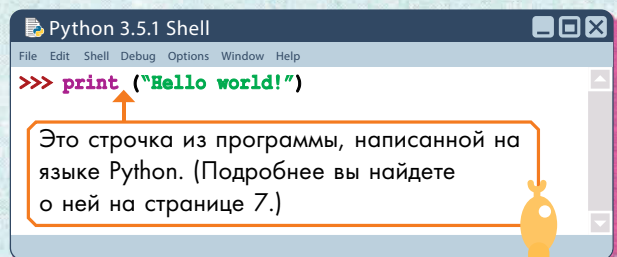 Python 3.5.1 Shell
File Edit Shell Debug Options Window Help
>>> print (“Hello world!”)
Это строчка из программы, написанной на
языке Python. (Подробнее вы найдете
о ней на странице 7.)